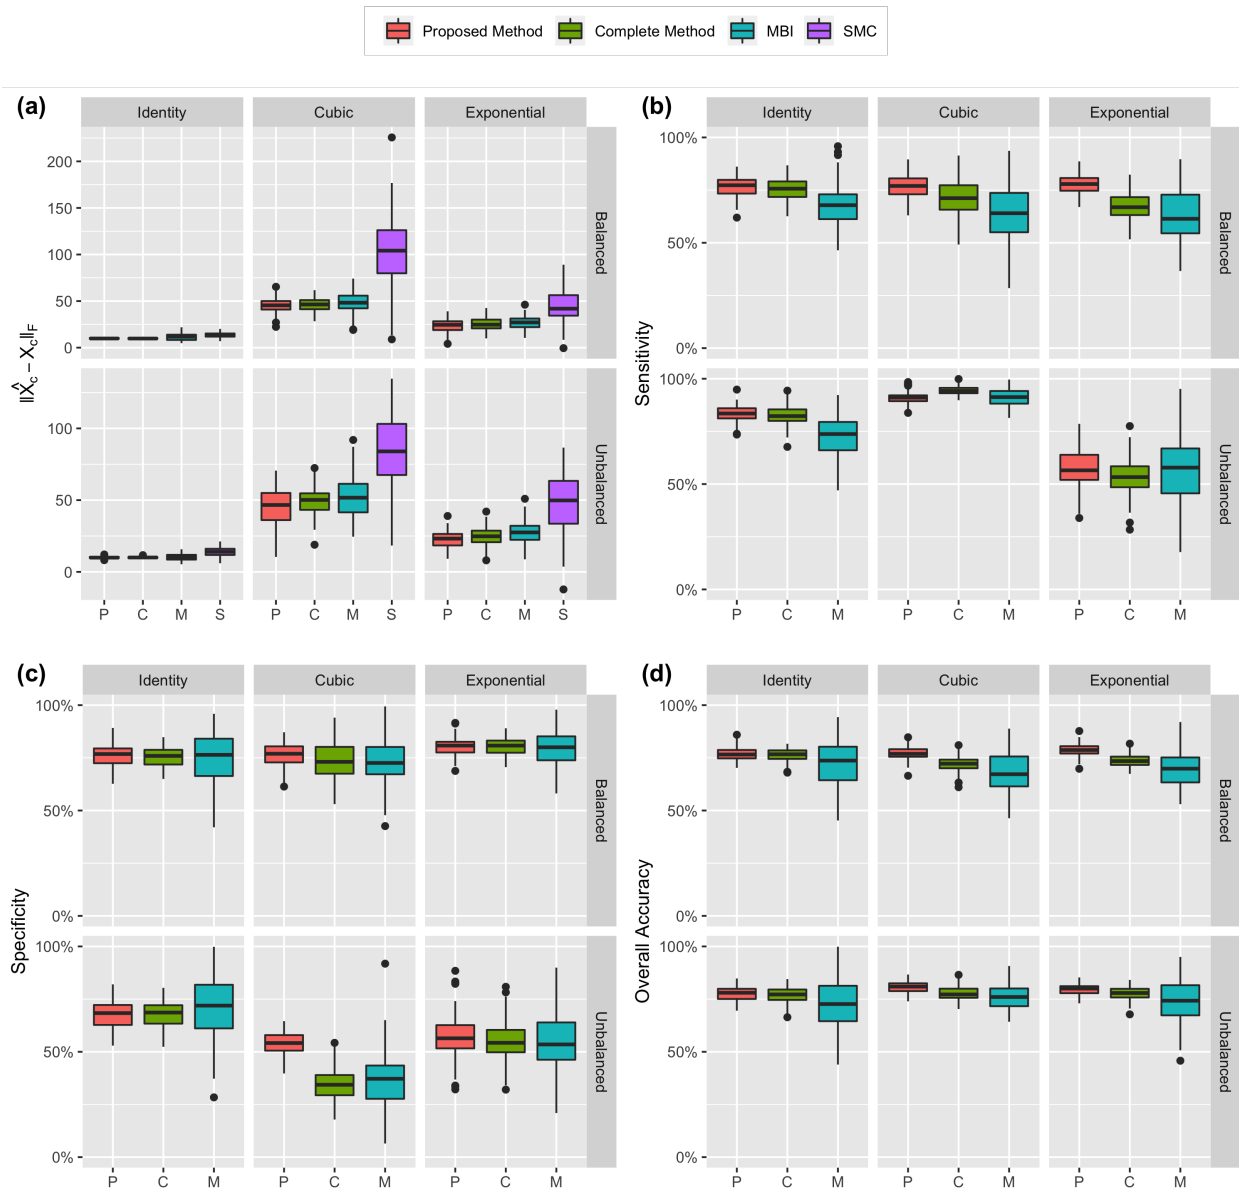 Proposed Method Complete Method MBI SMC
(a)
Identity Cubic Exponential
200
150
100
50
0
Balanced
100
50
0
Unbalanced
||X̂c − Xc||F
P C M S P C M S P C M S
(b)
Identity Cubic Exponential
100%
50%
0%
Balanced
100%
50%
0%
Unbalanced
Sensitivity
P C M P C M P C M
(c)
Identity Cubic Exponential
100%
50%
0%
Balanced
100%
50%
0%
Unbalanced
Specificity
P C M P C M P C M
(d)
Identity Cubic Exponential
100%
50%
0%
Balanced
100%
50%
0%
Unbalanced
Overall Accuracy
P C M P C M P C M